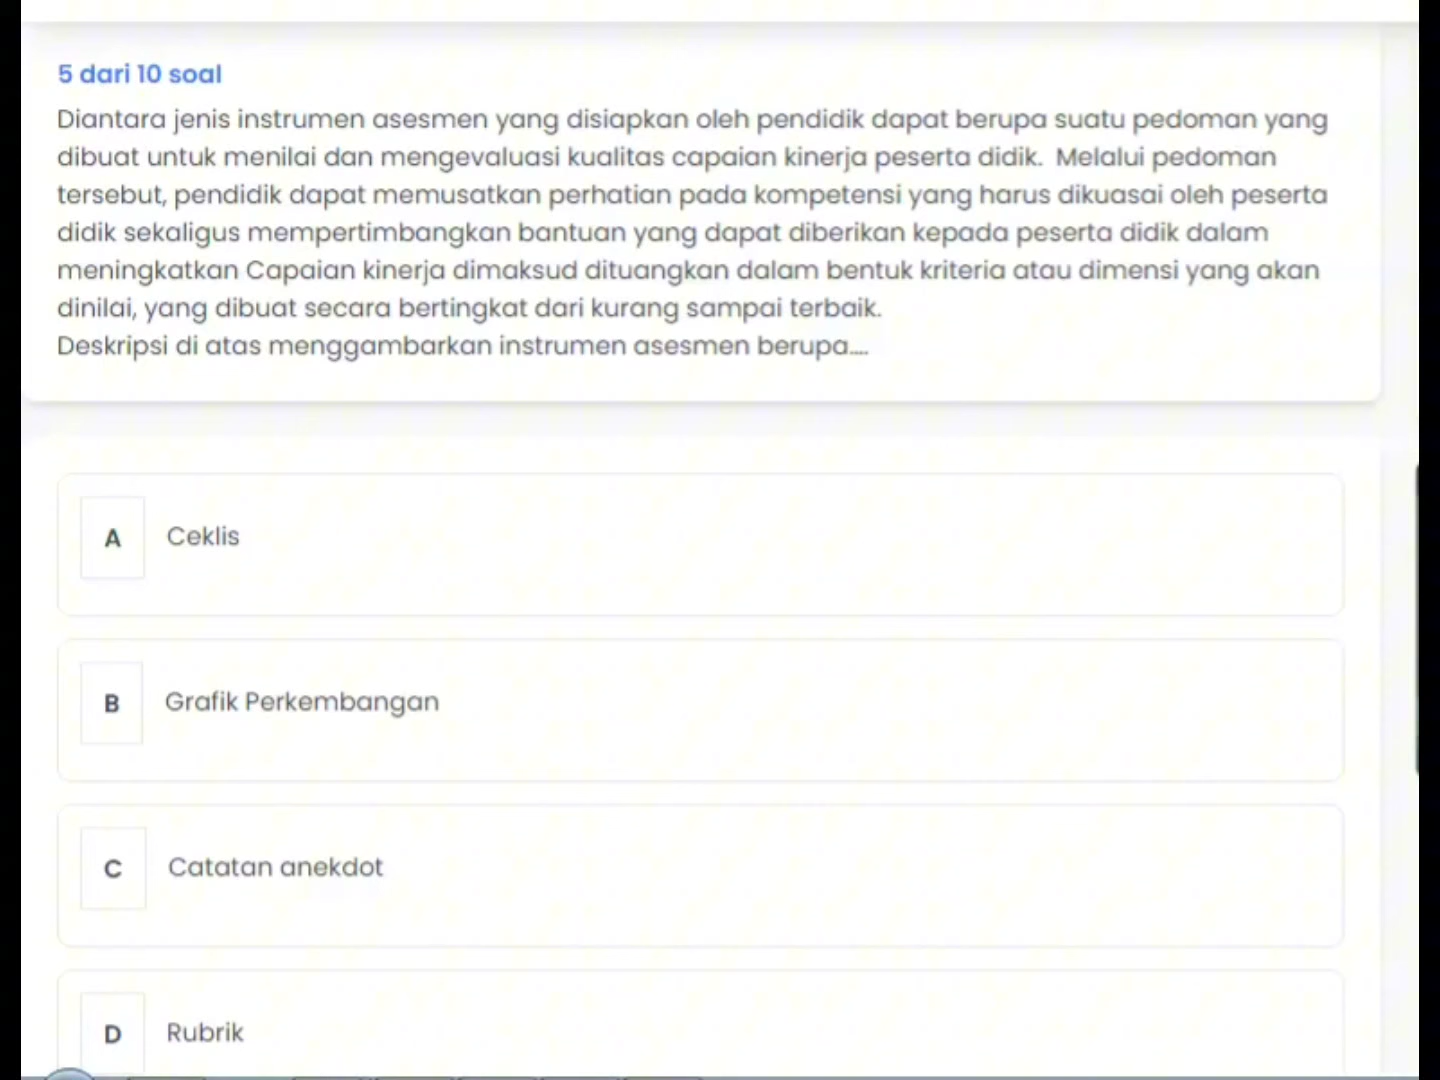 5 dari 10 soal
Diantara jenis instrumen asesmen yang disiapkan oleh pendidik dapat berupa suatu pedoman yang
dibuat untuk menilai dan mengevaluasi kualitas capaian kinerja peserta didik. Melalui pedoman
tersebut, pendidik dapat memusatkan perhatian pada kompetensi yang harus dikuasai oleh peserta
didik sekaligus mempertimbangkan bantuan yang dapat diberikan kepada peserta didik dalam
meningkatkan Capaian kinerja dimaksud dituangkan dalam bentuk kriteria atau dimensi yang akan
dinilai, yang dibuat secara bertingkat dari kurang sampai terbaik.
Deskripsi di atas menggambarkan instrumen asesmen berupa....
A Ceklis
B Grafik Perkembangan
C Catatan anekdot
D Rubrik